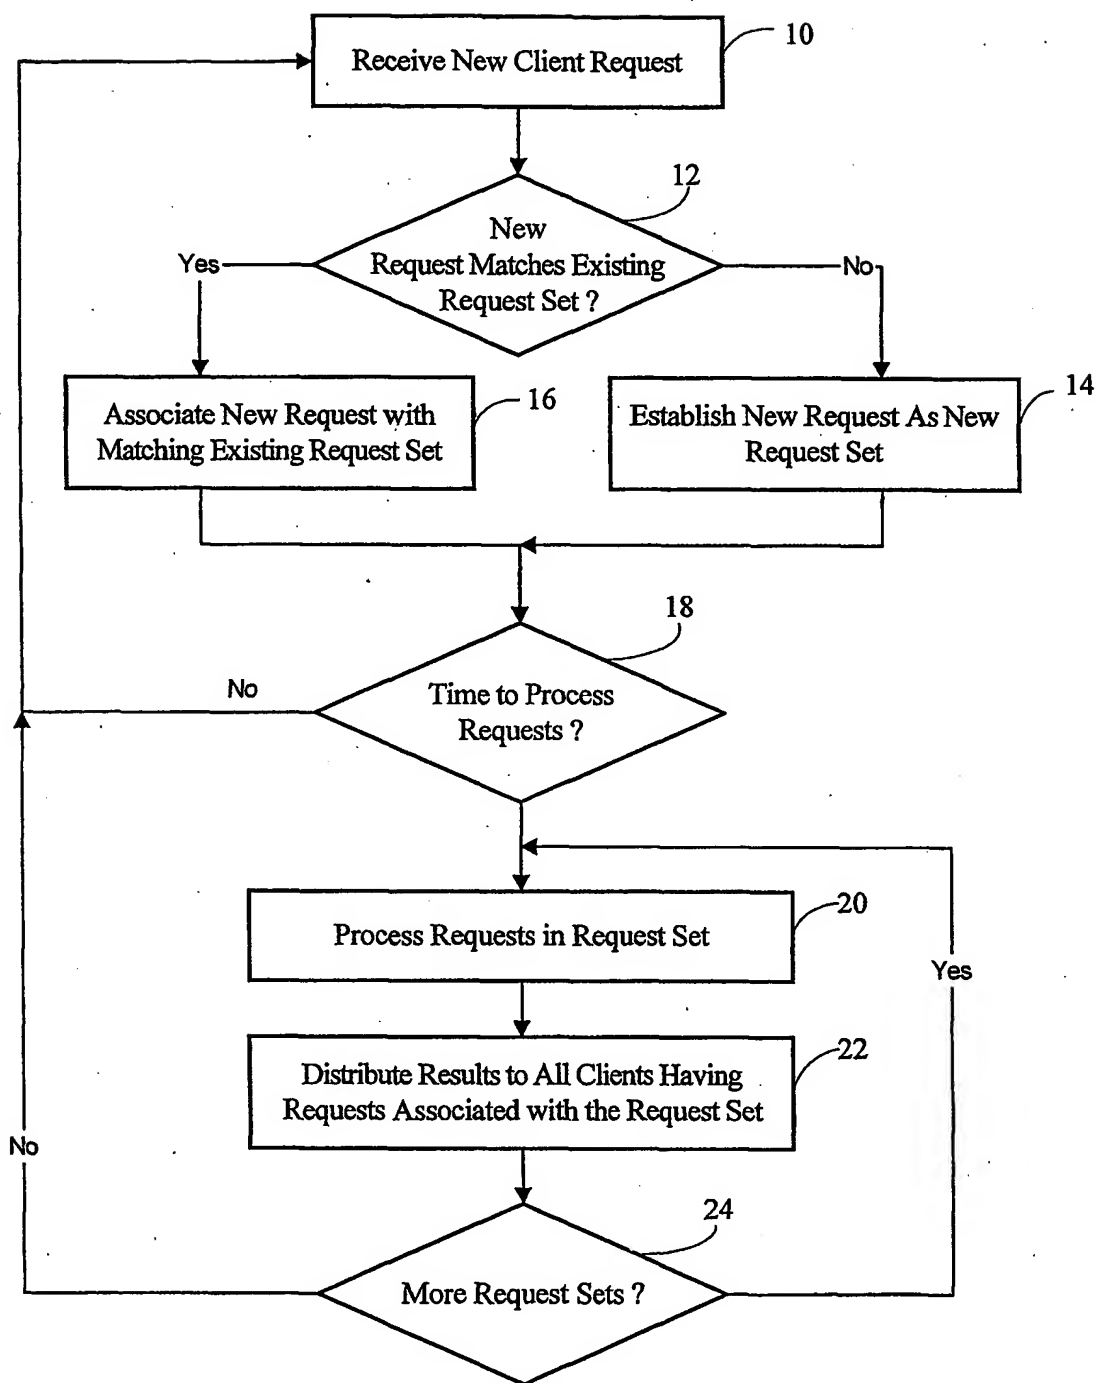 10
Receive New Client Request
12
New
Request Matches Existing
Request Set ?
Yes
No
16
Associate New Request with
Matching Existing Request Set
14
Establish New Request As New
Request Set
18
Time to Process
Requests ?
No
20
Process Requests in Request Set
Yes
22
Distribute Results to All Clients Having
Requests Associated with the Request Set
No
24
More Request Sets ?